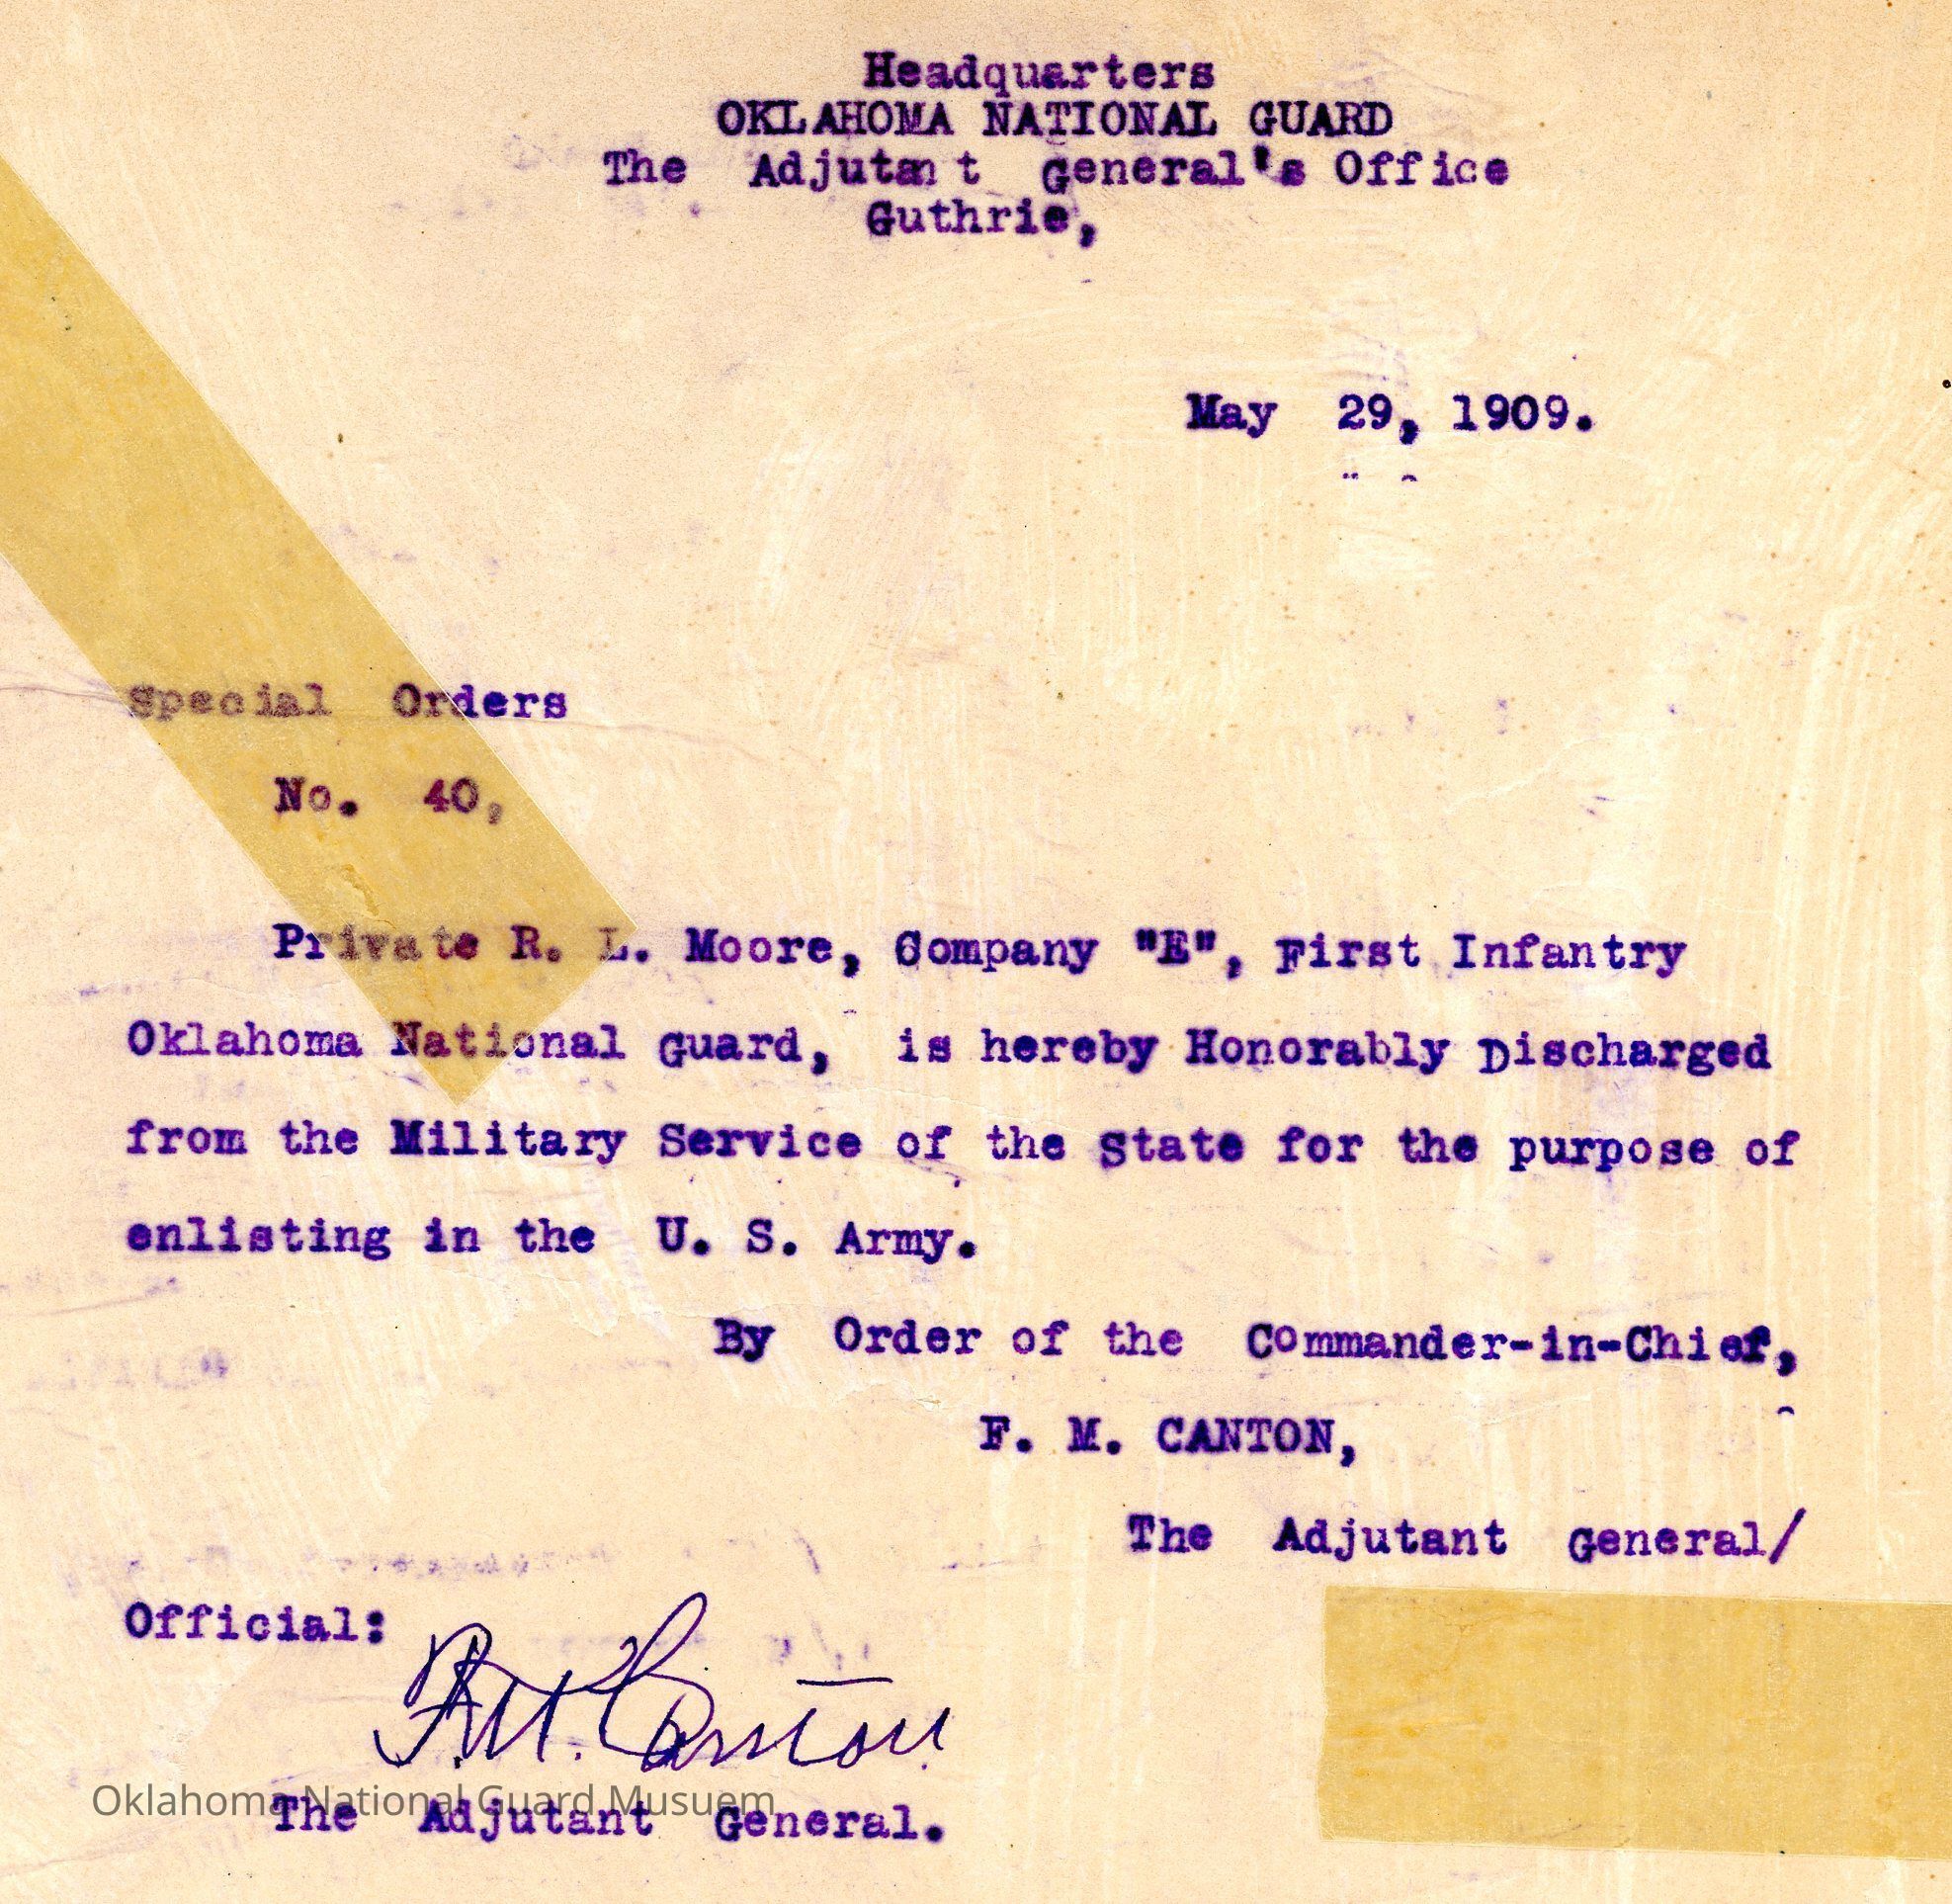 Headquarters
OKLAHOMA NATIONAL GUARD
The Adjutant General's Office
Guthrie,
May 29, 1909.
Special Orders
No. 40,
Private R. L. Moore, Company "E", First Infantry
Oklahoma National Guard, is hereby Honorably Discharged
from the Military Service of the State for the purpose of
enlisting in the U. S. Army.
By Order of the Commander-in-Chief,
F. M. CANTON,
The Adjutant General/
Official:
F.M. Canton
Oklahoma National Guard Musuem
The Adjutant General.